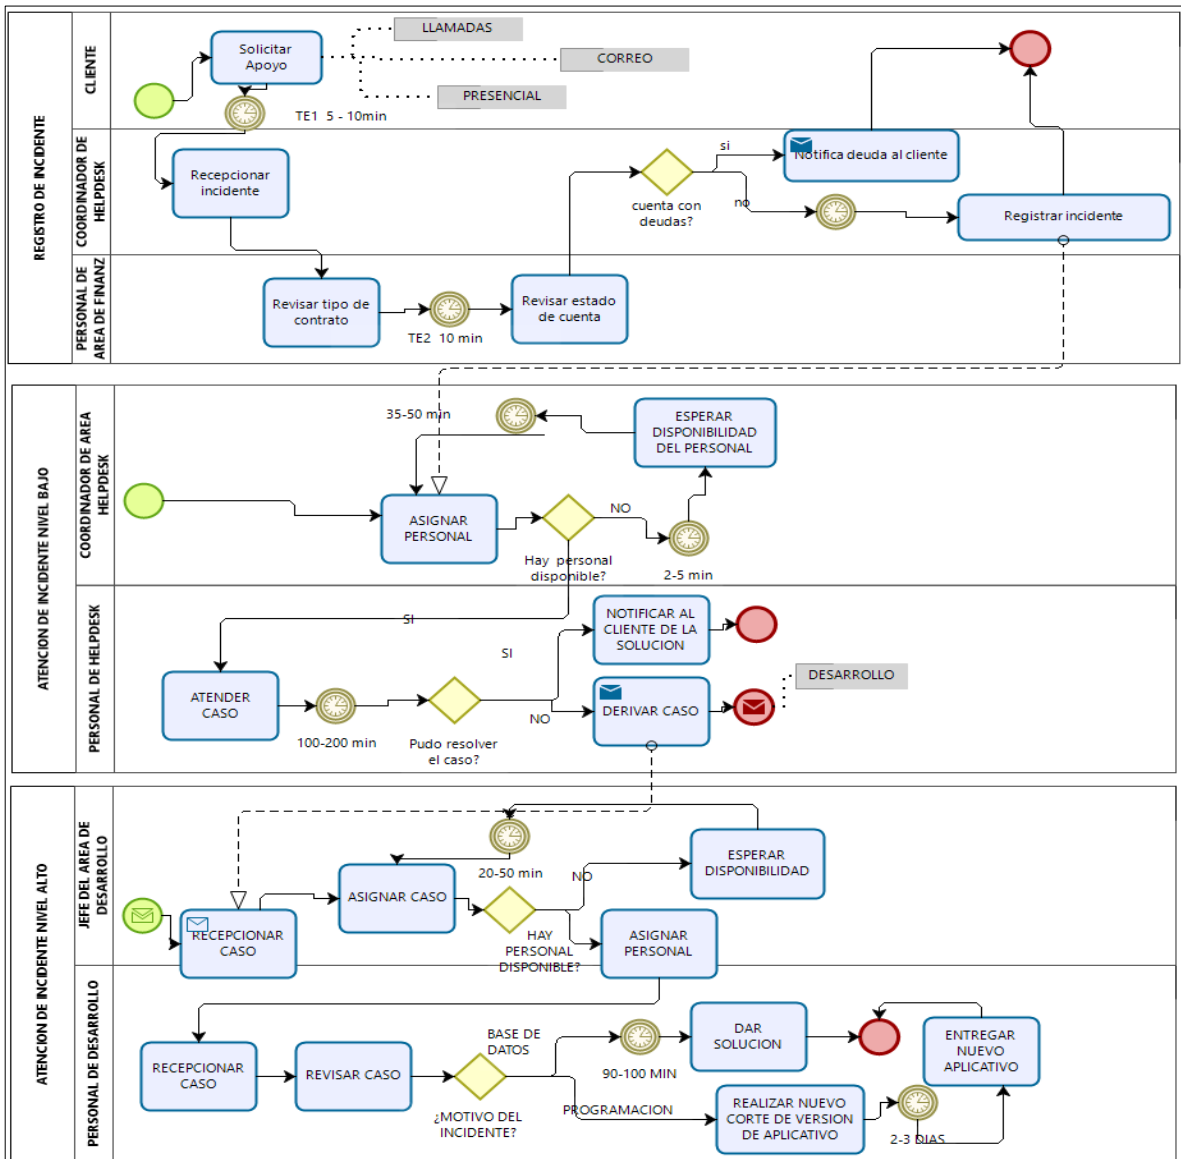 REGISTRO DE INCIDENTE
CLIENTE
Solicitar
Apoyo
LLAMADAS
CORREO
PRESENCIAL
TE1  5 - 10min
COORDINADOR DE
HELPDESK
Recepcionar
incidente
cuenta con
deudas?
si
no
Notifica deuda al cliente
Registrar incidente
PERSONAL DE
AREA DE FINANZ
Revisar tipo de
contrato
TE2  10 min
Revisar estado
de cuenta
ATENCION DE INCIDENTE NIVEL BAJO
COORDINADOR DE AREA
HELPDESK
35-50 min
ESPERAR
DISPONIBILIDAD
DEL PERSONAL
ASIGNAR
PERSONAL
NO
Hay  personal
disponible?
2-5 min
PERSONAL DE HELPDESK
SI
NOTIFICAR AL
CLIENTE DE LA
SOLUCION
SI
DESARROLLO
ATENDER
CASO
NO
DERIVAR CASO
100-200 min
Pudo resolver
el caso?
ATENCION DE INCIDENTE NIVEL ALTO
JEFE DEL AREA DE
DESARROLLO
20-50 min
NO
ESPERAR
DISPONIBILIDAD
ASIGNAR CASO
RECEPCIONAR
CASO
HAY
PERSONAL
DISPONIBLE?
ASIGNAR
PERSONAL
PERSONAL DE DESARROLLO
BASE DE
DATOS
DAR
SOLUCION
ENTREGAR
NUEVO
APLICATIVO
RECEPCIONAR
CASO
REVISAR CASO
90-100 MIN
¿MOTIVO DEL
INCIDENTE?
PROGRAMACION
REALIZAR NUEVO
CORTE DE VERSION
DE APLICATIVO
2-3 DIAS